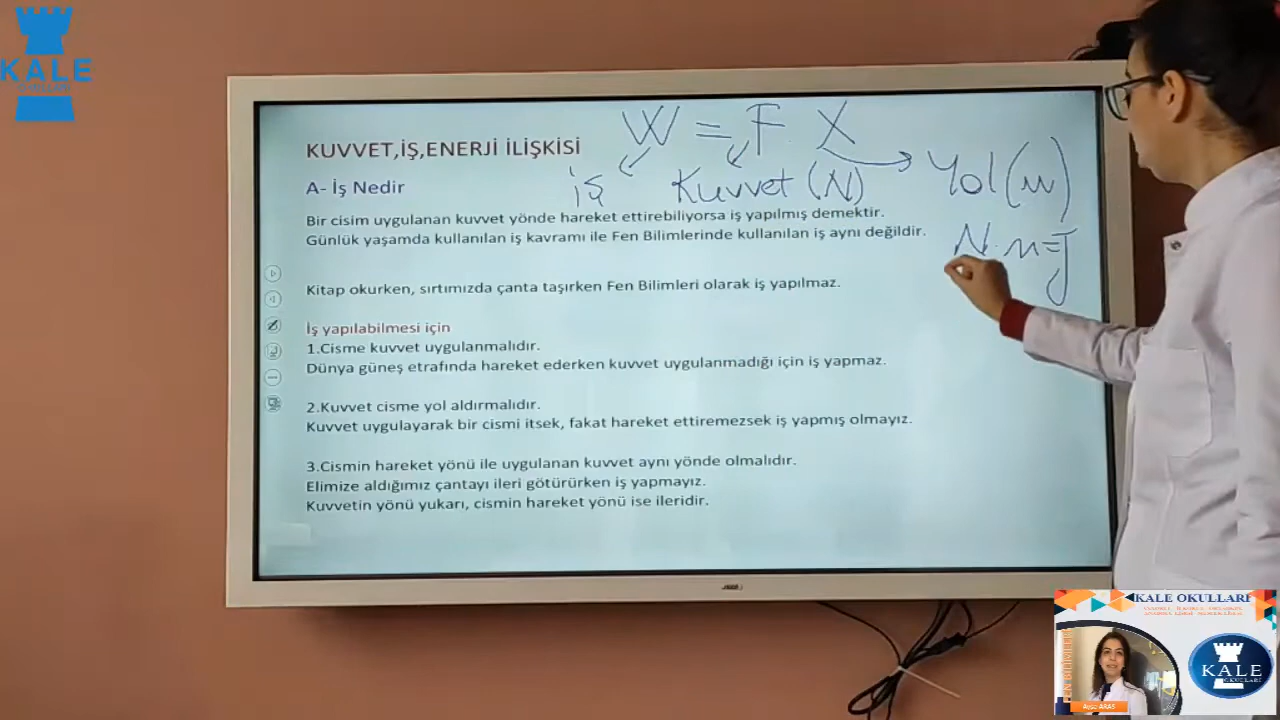 KALE
OKULLARI
W = F X
KUVVET,İŞ,ENERJİ İLİŞKİSİ
iş Kuvvet (N) Yol (m)
A- İş Nedir
Bir cisim uygulanan kuvvet yönde hareket ettirebiliyorsa iş yapılmış demektir.
Günlük yaşamda kullanılan iş kavramı ile Fen Bilimlerinde kullanılan iş aynı değildir.
N.m=J
Kitap okurken, sırtımızda çanta taşırken Fen Bilimleri olarak iş yapılmaz.
İş yapılabilmesi için
1.Cisme kuvvet uygulanmalıdır.
Dünya güneş etrafında hareket ederken kuvvet uygulanmadığı için iş yapmaz.
2.Kuvvet cisme yol aldırmalıdır.
Kuvvet uygulayarak bir cismi itsek, fakat hareket ettiremezsek iş yapmış olmayız.
3.Cismin hareket yönü ile uygulanan kuvvet aynı yönde olmalıdır.
Elimize aldığımız çantayı ileri götürürken iş yapmayız.
Kuvvetin yönü yukarı, cismin hareket yönü ise ileridir.
KALE OKULLARI
KALE
OKULLARI
Ayşe ARAS